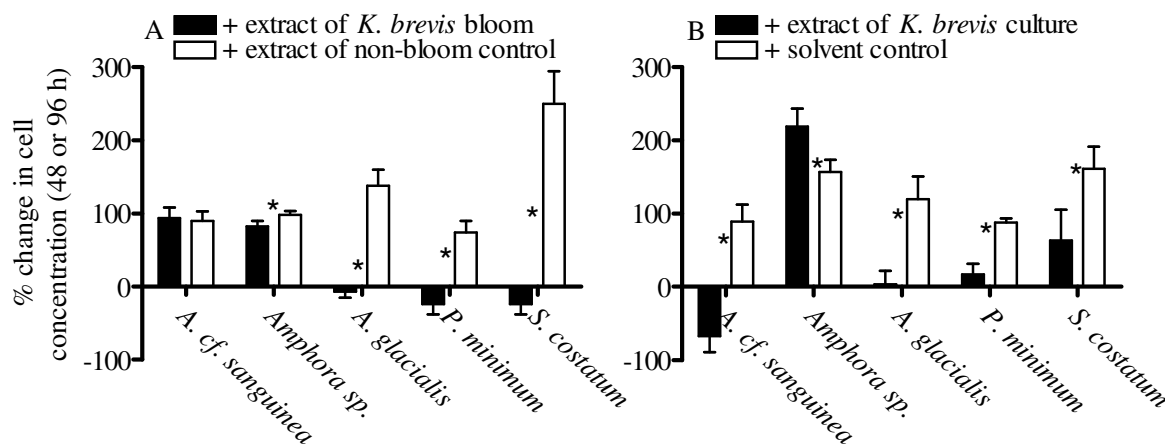 A
+ extract of K. brevis bloom
+ extract of non-bloom control
B
+ extract of K. brevis culture
+ solvent control
% change in cell
concentration (48 or 96 h)
300
200
100
0
-100
*
*
*
*
A. cf. sanguinea
Amphora sp.
A. glacialis
P. minimum
S. costatum
300
200
100
0
-100
*
*
*
*
*
A. cf. sanguinea
Amphora sp.
A. glacialis
P. minimum
S. costatum